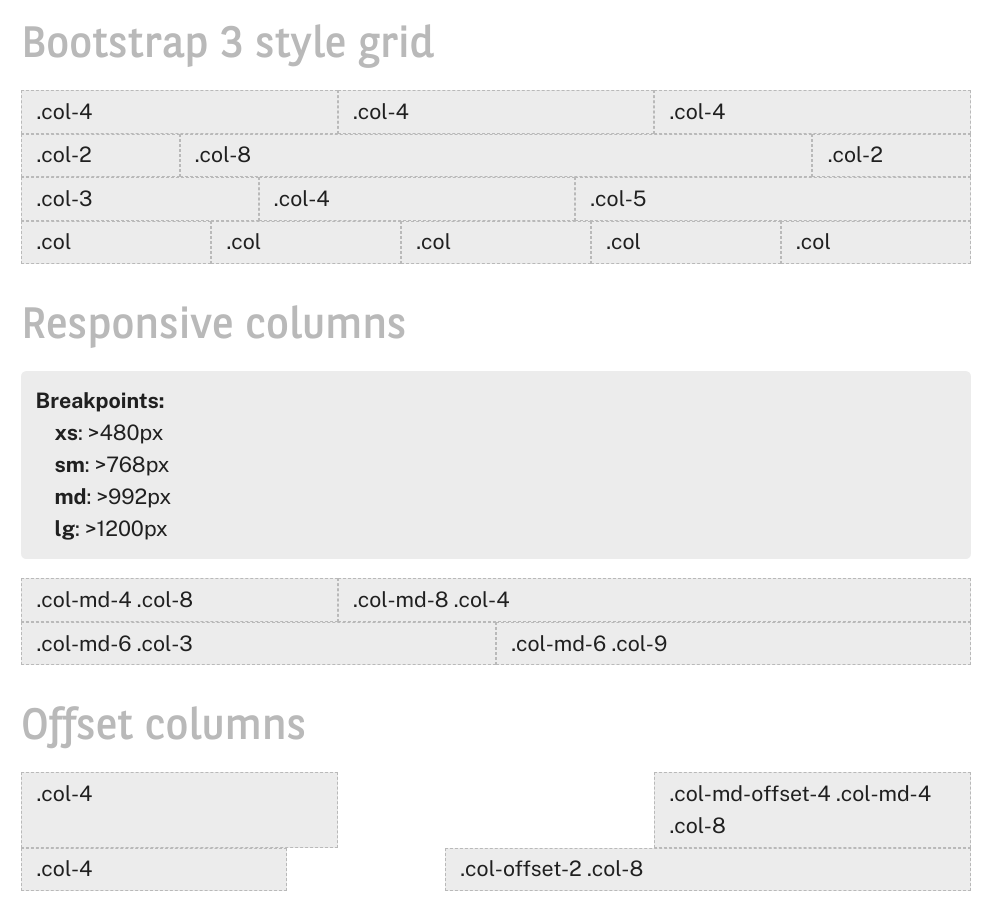 Bootstrap 3 style grid
.col-4 .col-4 .col-4
.col-2 .col-8 .col-2
.col-3 .col-4 .col-5
.col .col .col .col .col
Responsive columns
Breakpoints:
xs: >480px
sm: >768px
md: >992px
lg: >1200px
.col-md-4 .col-8 .col-md-8 .col-4
.col-md-6 .col-3 .col-md-6 .col-9
Offset columns
.col-4 .col-md-offset-4 .col-md-4
.col-8
.col-4 .col-offset-2 .col-8